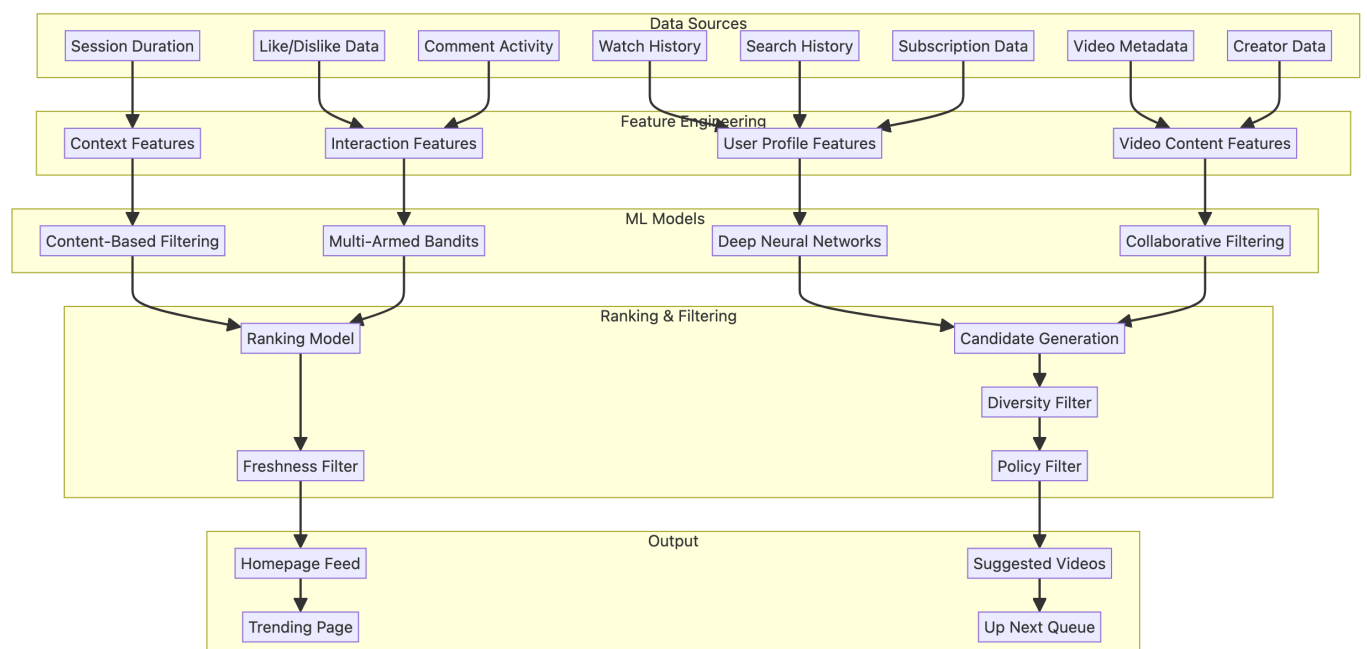 Data Sources
Session Duration
Like/Dislike Data
Comment Activity
Watch History
Search History
Subscription Data
Video Metadata
Creator Data
Feature Engineering
Context Features
Interaction Features
User Profile Features
Video Content Features
ML Models
Content-Based Filtering
Multi-Armed Bandits
Deep Neural Networks
Collaborative Filtering
Ranking & Filtering
Ranking Model
Candidate Generation
Diversity Filter
Freshness Filter
Policy Filter
Output
Homepage Feed
Suggested Videos
Trending Page
Up Next Queue